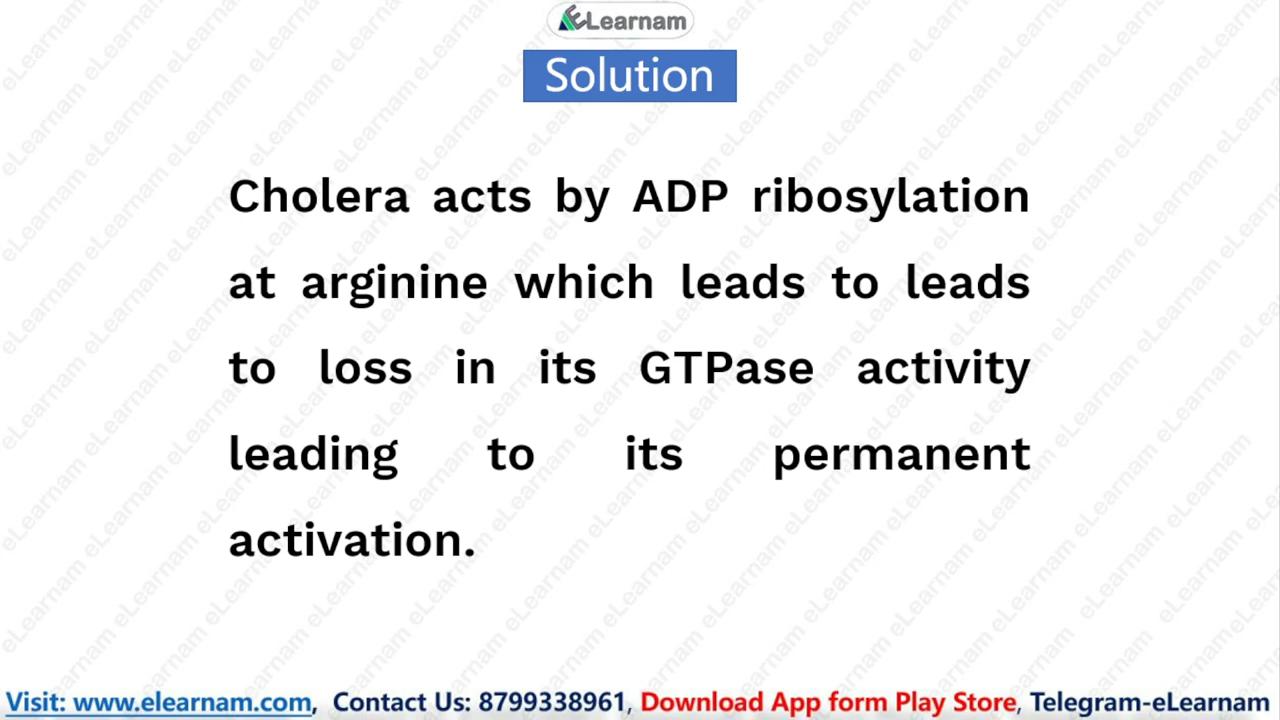 ELearnam
Solution
Cholera acts by ADP ribosylation
at arginine which leads to leads
to loss in its GTPase activity
leading to its permanent
activation.
Visit: www.elearnam.com, Contact Us: 8799338961, Download App form Play Store, Telegram-eLearnam